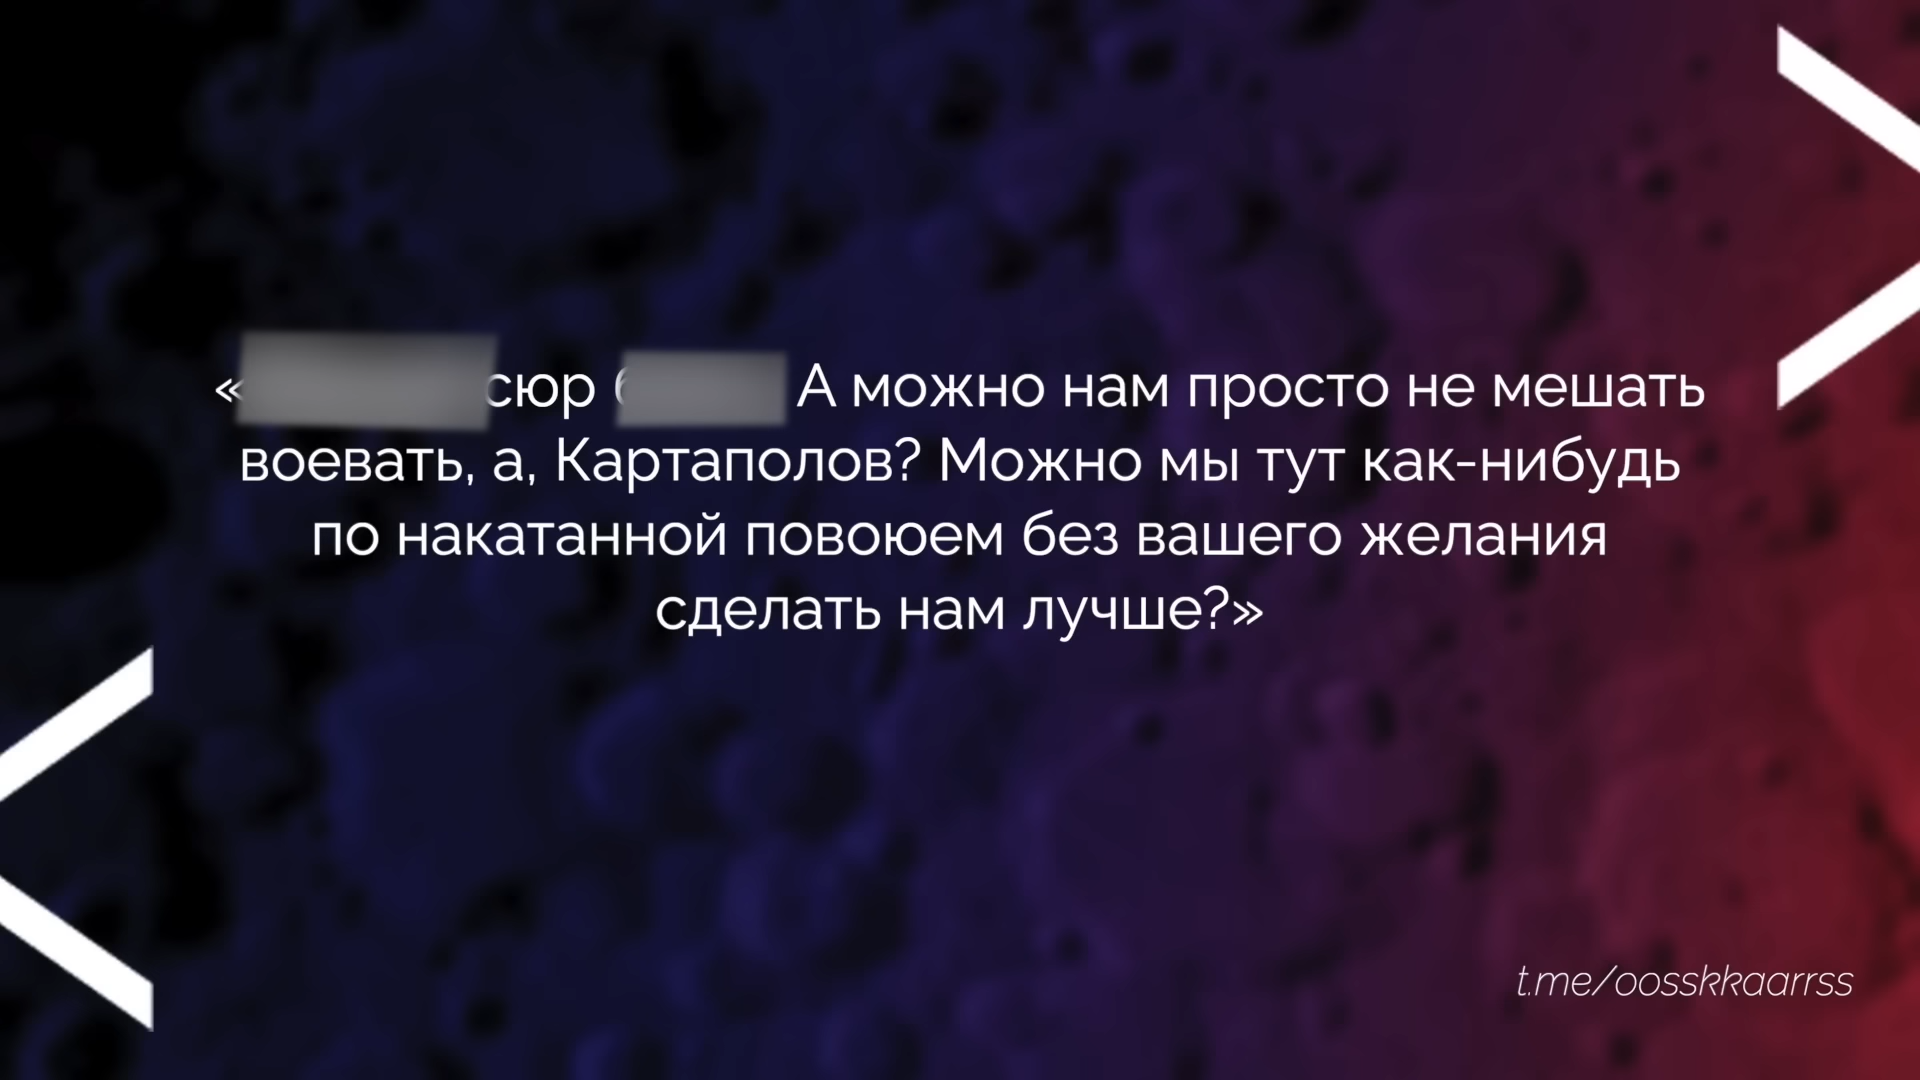 « сюр А можно нам просто не мешать
воевать, а, Картаполов? Можно мы тут как-нибудь
по накатанной повоюем без вашего желания
сделать нам лучше?»
t.me/oosskkaarrss